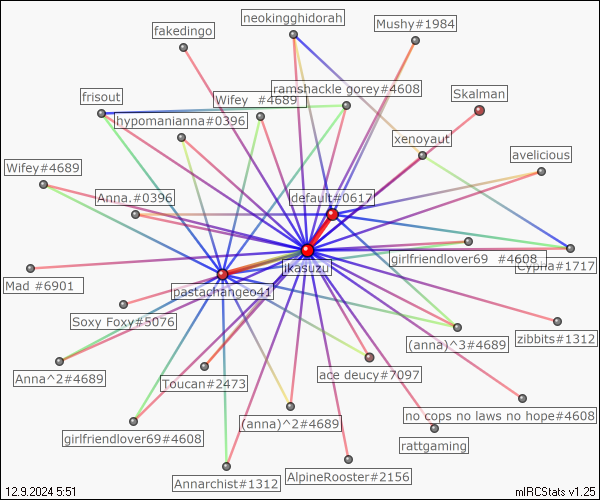 neokingghidorah
Mushy#1984
fakedingo
ramshackle gorey#4608
Skalman
frisout
Wifey #4689
hypomanianna#0396
xenoyaut
avelicious
Wifey#4689
Anna.#0396
default#0617
girlfriendlover69 #4608
Cypria#1717
jikasuzu
Mad #6901
pastachangeo41
Soxy Foxy#5076
zibbits#1312
(anna)^3#4689
Anna^2#4689
Toucan#2473
ace deucy#7097
no cops no laws no hope#4608
(anna)^2#4689
girlfriendlover69#4608
rattgaming
AlpineRooster#2156
Annarchist#1312
12.9.2024 5:51
mIRCStats v1.25